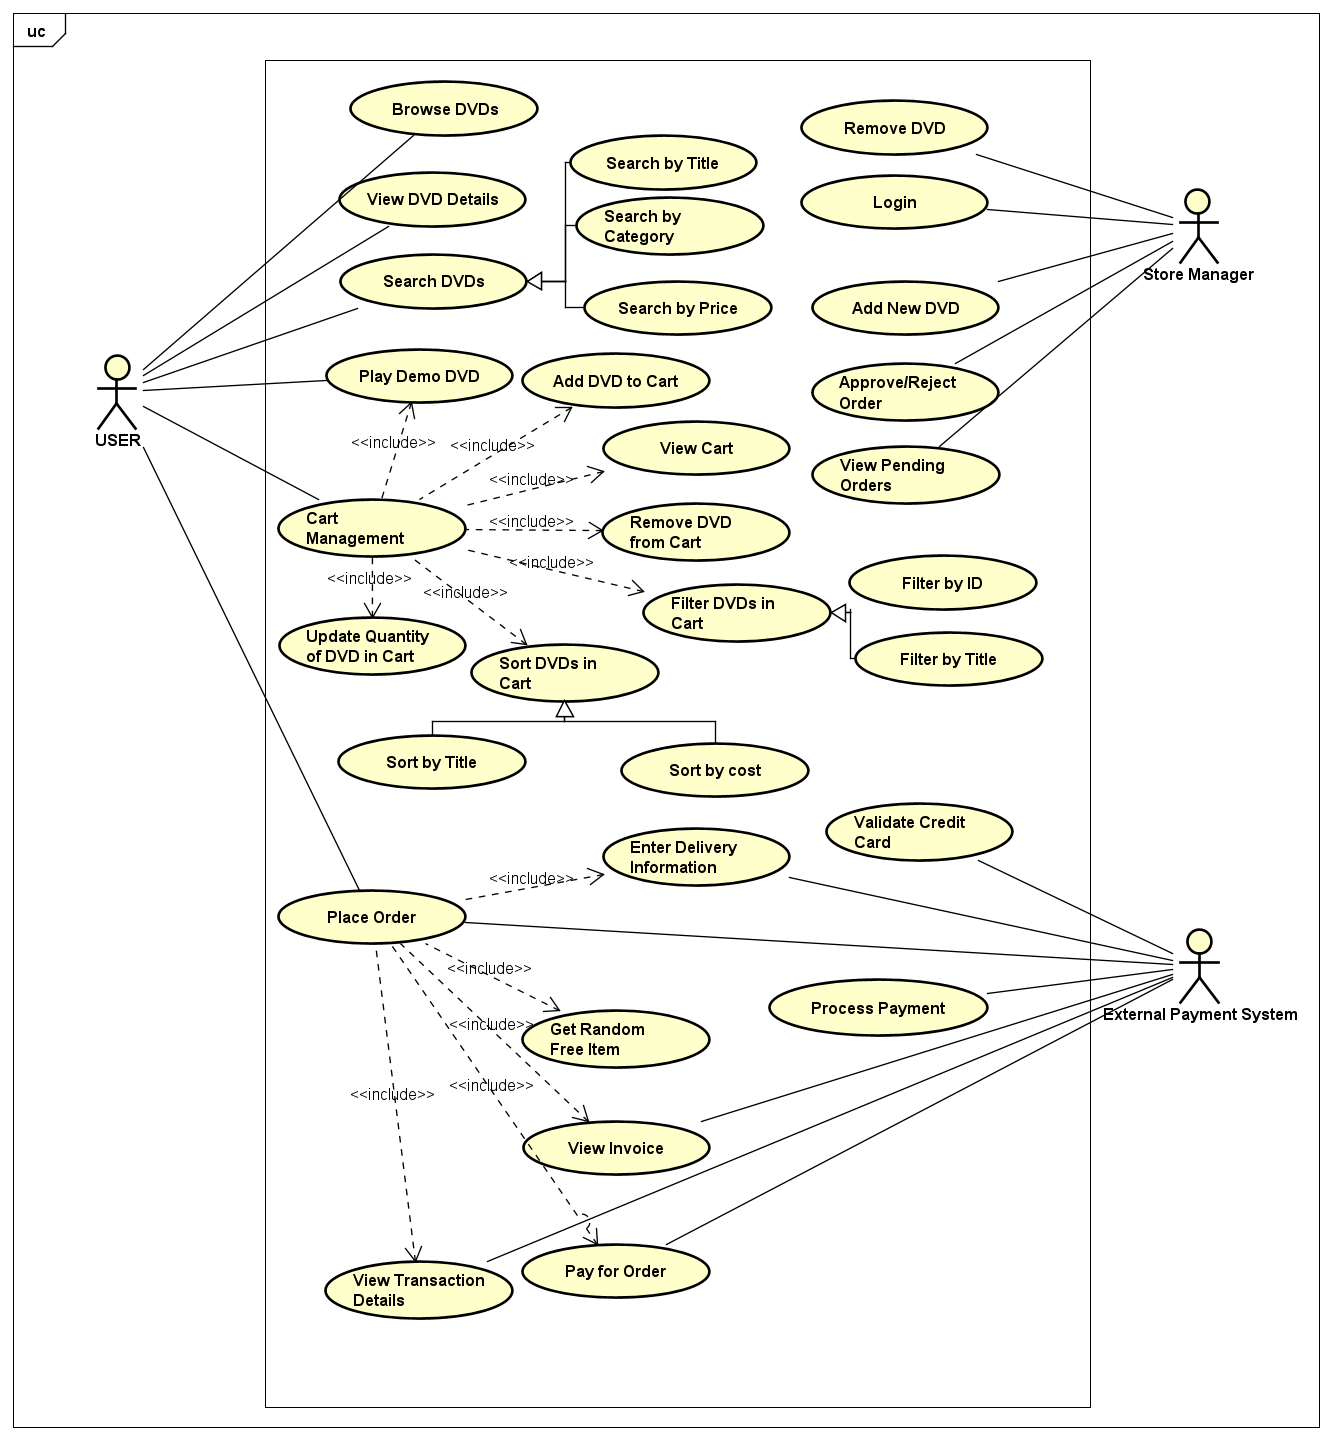 uc
Browse DVDs
Remove DVD
Search by Title
View DVD Details
Login
Search by
Category
Store Manager
Search DVDs
Search by Price
Add New DVD
Play Demo DVD
Add DVD to Cart
Approve/Reject
Order
USER
<<include>>
<<include>>
View Cart
View Pending
Orders
<<include>>
Cart
Management
<<include>>
Remove DVD
from Cart
<<include>>
<<include>>
<<include>>
Filter DVDs in
Cart
Filter by ID
Update Quantity
of DVD in Cart
Sort DVDs in
Cart
Filter by Title
Sort by Title
Sort by cost
Validate Credit
Card
Enter Delivery
Information
<<include>>
Place Order
<<include>>
Process Payment
External Payment System
<<include>>
Get Random
Free Item
<<include>>
<<include>>
View Invoice
View Transaction
Details
Pay for Order